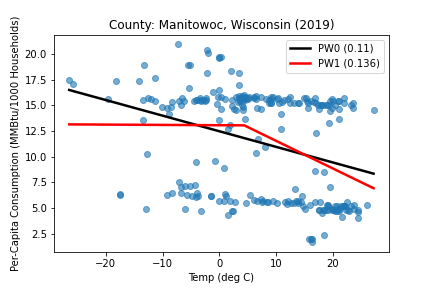 County: Manitowoc, Wisconsin (2019)
PW0 (0.11)
PW1 (0.136)
Per-Capita Consumption (MMBtu/1000 Households)
20.0
17.5
15.0
12.5
10.0
7.5
5.0
2.5
−20
−10
0
10
20
Temp (deg C)